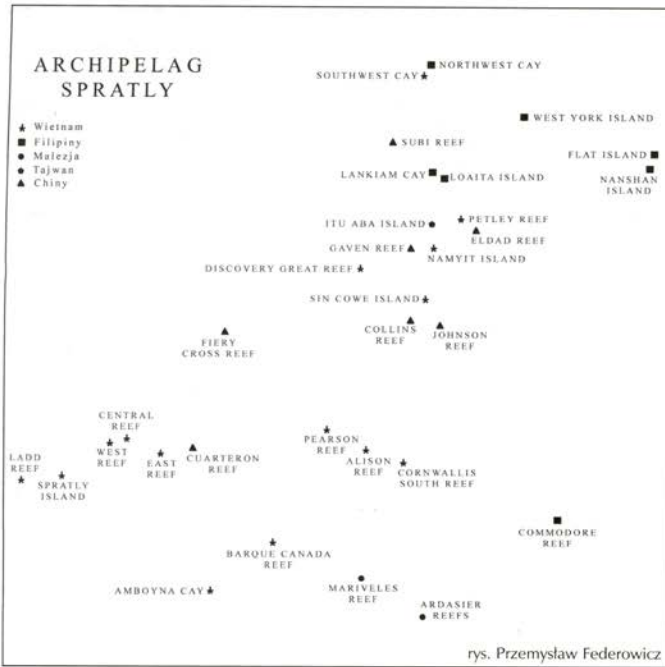 ARCHIPELAG
SPRATLY
Wietnam
Filipiny
Malezja
Tajwan
Chiny
NORTHWEST CAY
SOUTHWEST CAY
WEST YORK ISLAND
SUBI REEF
FLAT ISLAND
LANKIAM CAY
LOAITA ISLAND
NANSHAN
ISLAND
PETLEY REEF
ITU ABA ISLAND
ELDAD REEF
GAVEN REEF
NAMYIT ISLAND
DISCOVERY GREAT REEF
SIN COWE ISLAND
COLLINS
REEF
JOHNSON
REEF
FIERY
CROSS REEF
CENTRAL
REEF
LADD
REEF
WEST
REEF
EAST
REEF
CUARTERON
REEF
SPRATLY
ISLAND
PEARSON
REEF
ALISON
REEF
CORNWALLIS
SOUTH REEF
COMMODORE
REEF
BARQUE CANADA
REEF
AMBOYNA CAY
MARIVELES
REEF
ARDASIER
REEFS
rys. Przemysław Federowicz